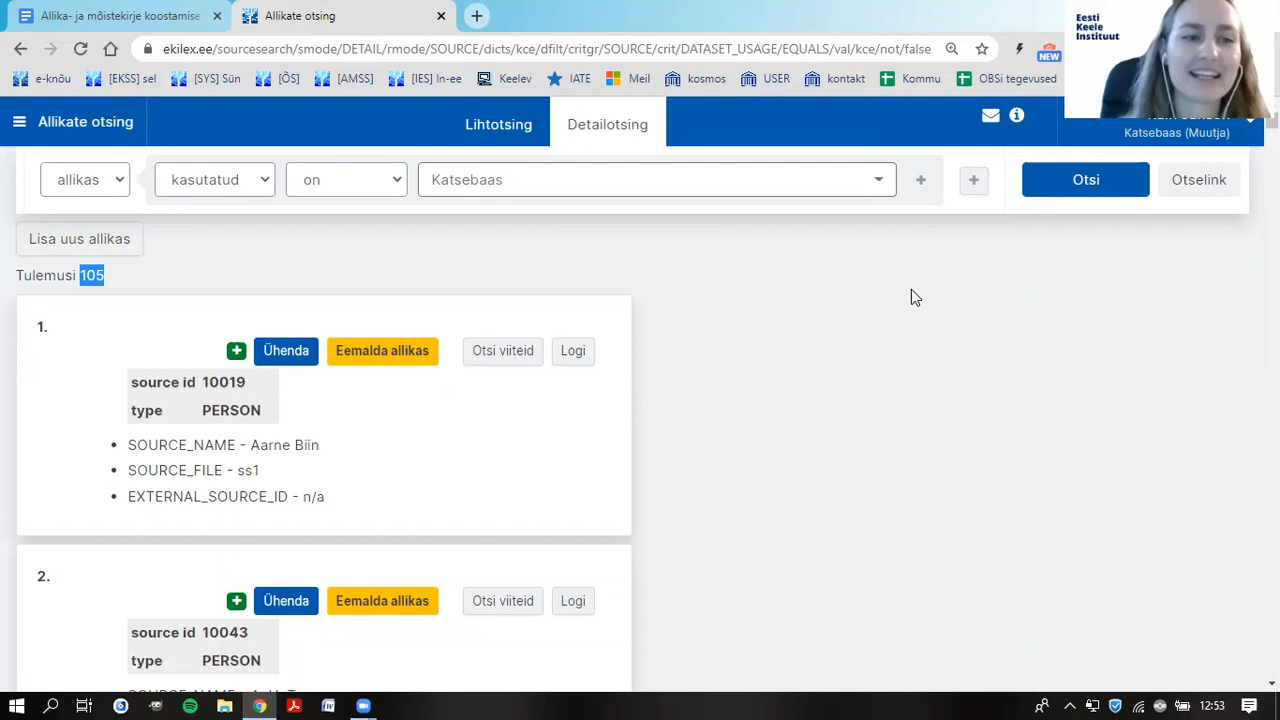 Allika- ja mõistekirje koostamise
Allikate otsing
ekilex.ee/sourcesearch/smode/DETAIL/rmode/SOURCE/dicts/kce/dfilt/critgr/SOURCE/crit/DATASET_USAGE/EQUALS/val/kce/not/false
NEW
e-knõu
[EKSS] sel
[SYS] Sün
[ÕS]
[AMSS]
[IES] In-ee
Keelev
IATE
Meil
kosmos
USER
kontakt
Kommu
OBSi tegevused
Eesti
Keele
Instituut
Allikate otsing
Lihtotsing
Detailotsing
Katsebaas (Muutja)
allikas
kasutatud
on
Katsebaas
Otsi
Otselink
Lisa uus allikas
Tulemusi 105
1.
Ühenda
Eemalda allikas
Otsi viiteid
Logi
source id 10019
type PERSON
• SOURCE_NAME - Aarne Biin
• SOURCE_FILE - ss1
• EXTERNAL_SOURCE_ID - n/a
2.
Ühenda
Eemalda allikas
Otsi viiteid
Logi
source id 10043
type PERSON
12:53